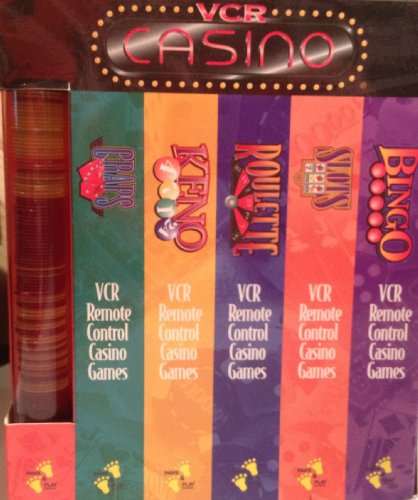 VCR
CASINO
CRAPS
KENO
ROULETTE
SLOTS
BINGO
VCR
Remote
Control
Casino
Games
VCR
Remote
Control
Casino
Games
VCR
Remote
Control
Casino
Games
VCR
Remote
Control
Casino
Games
VCR
Remote
Control
Casino
Games